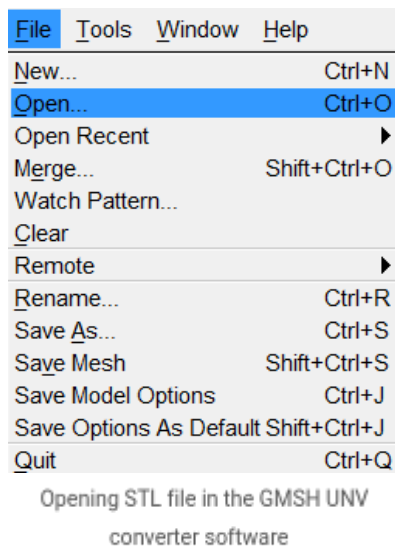 File Tools Window Help
New... Ctrl+N
Open... Ctrl+O
Open Recent
Merge... Shift+Ctrl+O
Watch Pattern...
Clear
Remote
Rename... Ctrl+R
Save As... Ctrl+S
Save Mesh Shift+Ctrl+S
Save Model Options Ctrl+J
Save Options As Default Shift+Ctrl+J
Quit Ctrl+Q
Opening STL file in the GMSH UNV
converter software